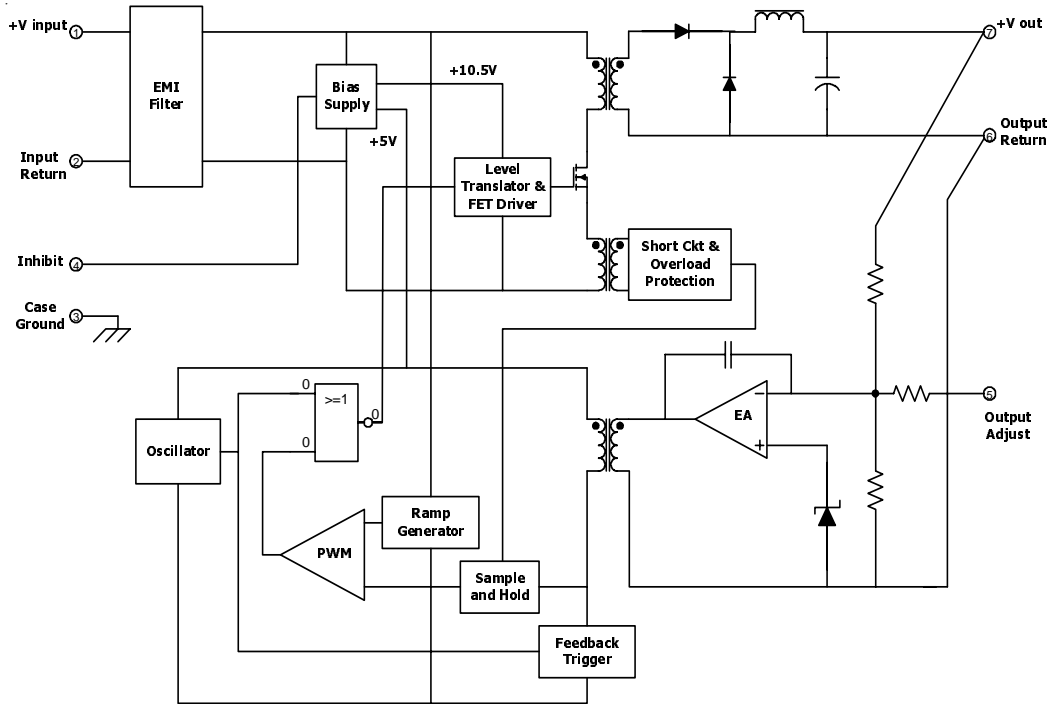 +V input
1
EMI
Filter
Input
Return
2
Inhibit
4
Case
Ground
3
Bias
Supply
+10.5V
+5V
Level
Translator &
FET Driver
Short Ckt &
Overload
Protection
7
+V out
6
Output
Return
5
Output
Adjust
EA
−
+
0
>=1
0
0
Oscillator
Ramp
Generator
PWM
Sample
and Hold
Feedback
Trigger